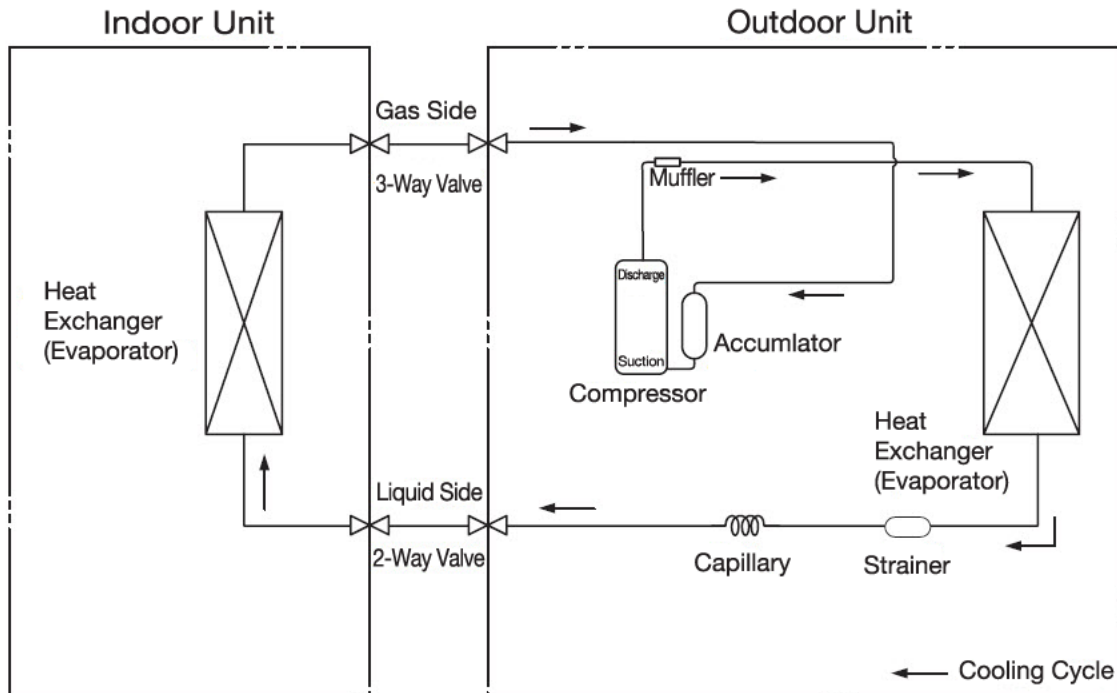 Indoor Unit
Outdoor Unit
Gas Side
3-Way Valve
Muffler
Discharge
Suction
Compressor
Accumlator
Heat
Exchanger
(Evaporator)
Heat
Exchanger
(Evaporator)
Liquid Side
2-Way Valve
Capillary
Strainer
Cooling Cycle